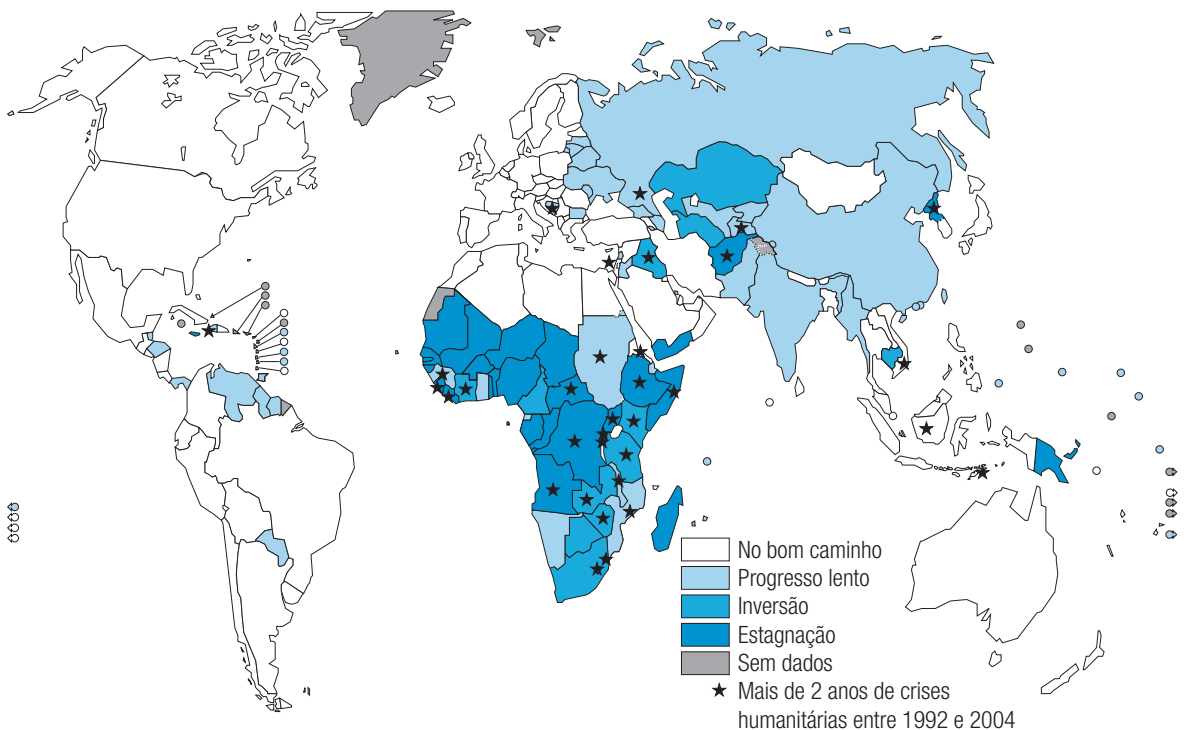 No bom caminho
Progresso lento
Inversão
Estagnação
Sem dados
Mais de 2 anos de crises
humanitárias entre 1992 e 2004